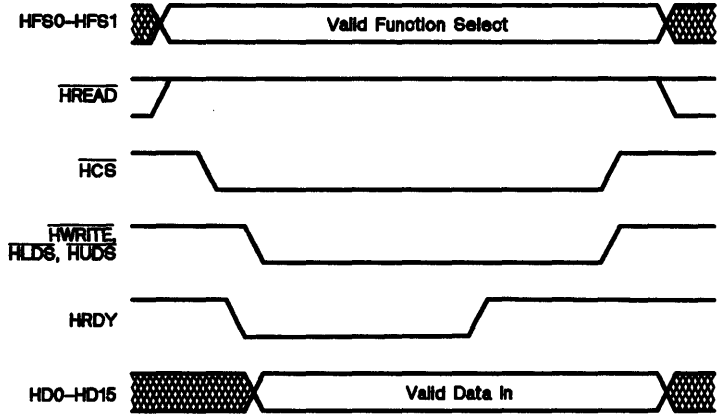 HFS0–HFS1
Valid Function Select
HREAD
HCS
HWRITE,
HLDS, HUDS
HRDY
HD0–HD15
Valid Data In